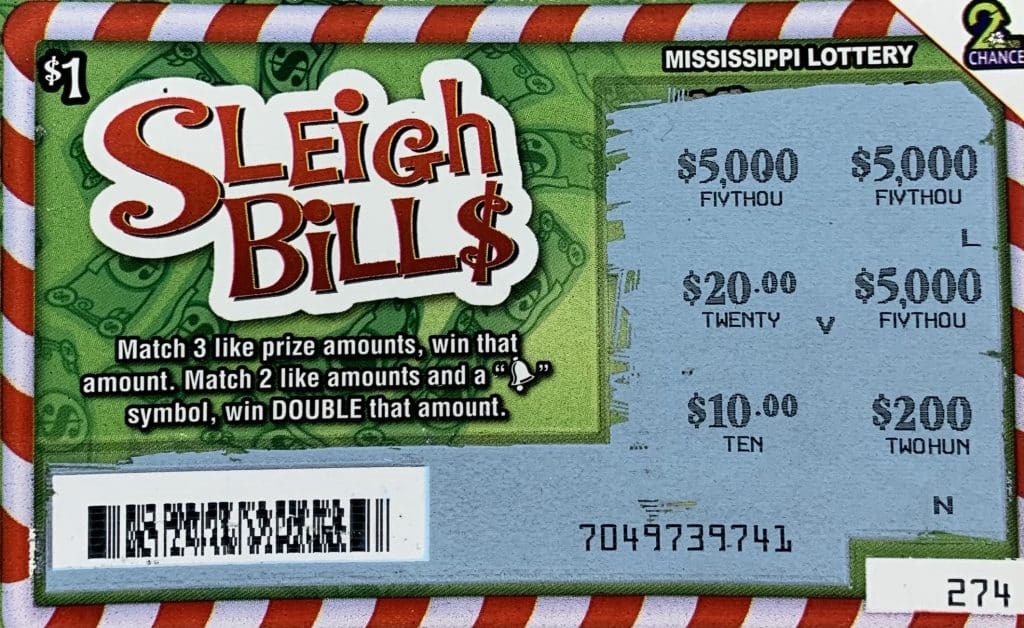 $1
SLEIGH
BILL$
MISSISSIPPI LOTTERY
2
CHANCE
Match 3 like prize amounts, win that
amount. Match 2 like amounts and a “ ”
symbol, win DOUBLE that amount.
$5,000 $5,000
FIVTHOU FIVTHOU
L
$20.00 $5,000
TWENTY V FIVTHOU
$10.00 $200
TEN TWOHUN
N
7049739741
274